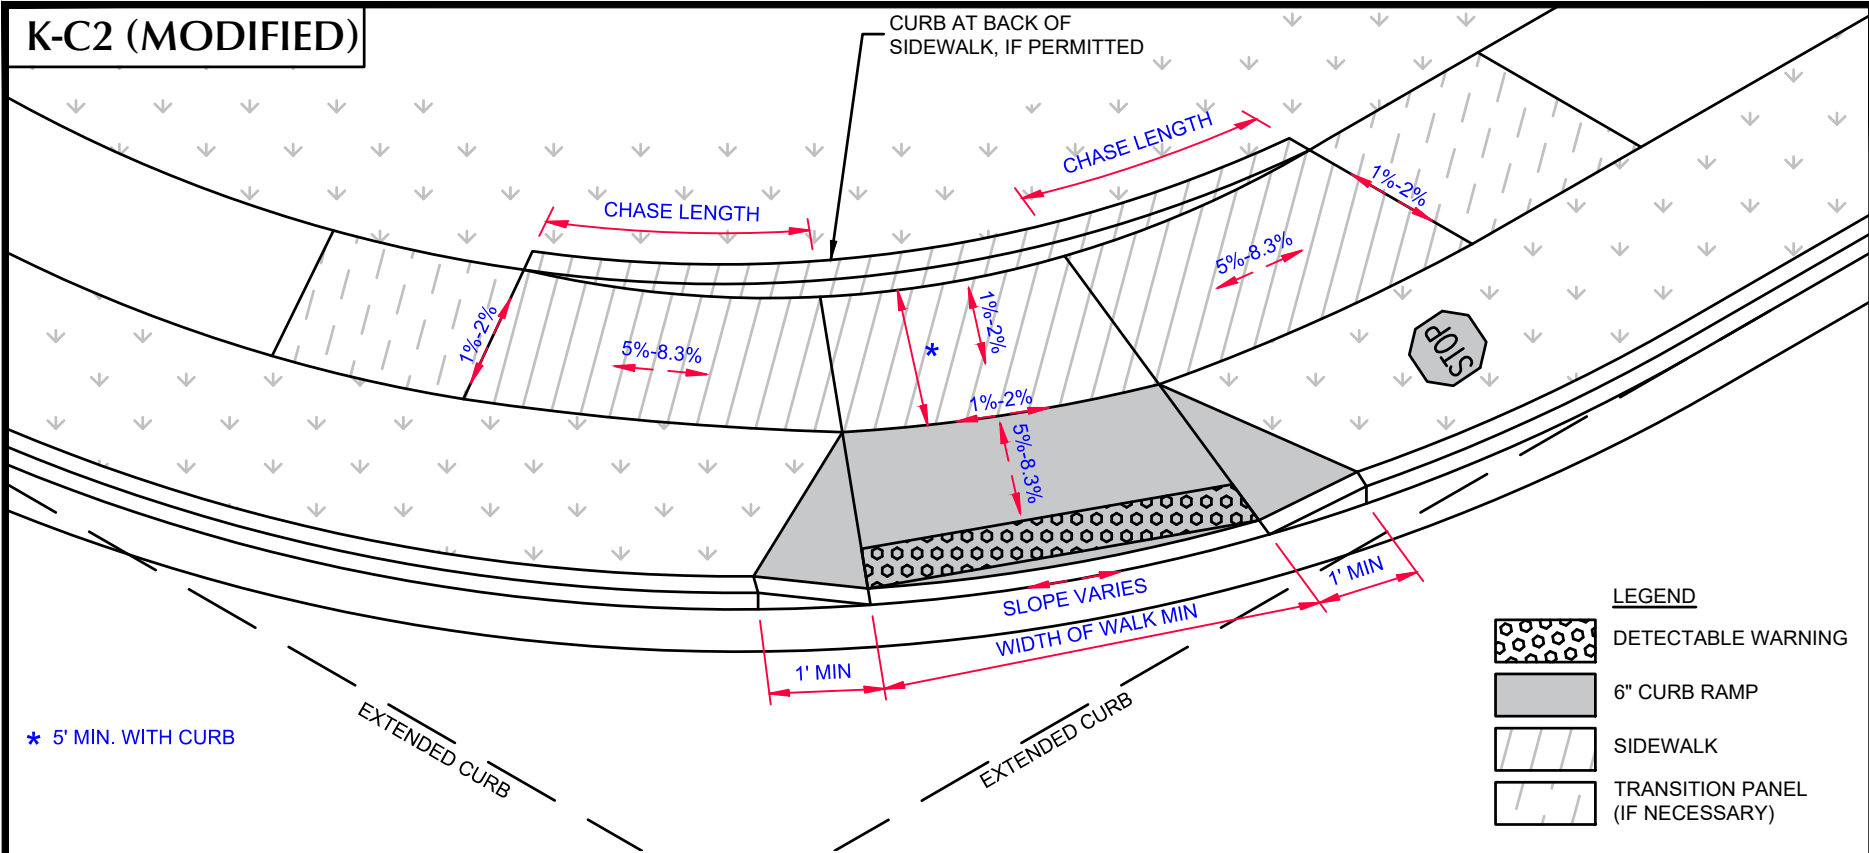 K-C2 (MODIFIED)
CURB AT BACK OF
SIDEWALK, IF PERMITTED
CHASE LENGTH
CHASE LENGTH
1%-2%
5%-8.3%
1%-2%
5%-8.3%
1%-2%
*
1%-2%
5%-8.3%
STOP
SLOPE VARIES
WIDTH OF WALK MIN
1' MIN
1' MIN
EXTENDED CURB
EXTENDED CURB
* 5' MIN. WITH CURB
LEGEND
DETECTABLE WARNING
6" CURB RAMP
SIDEWALK
TRANSITION PANEL
(IF NECESSARY)